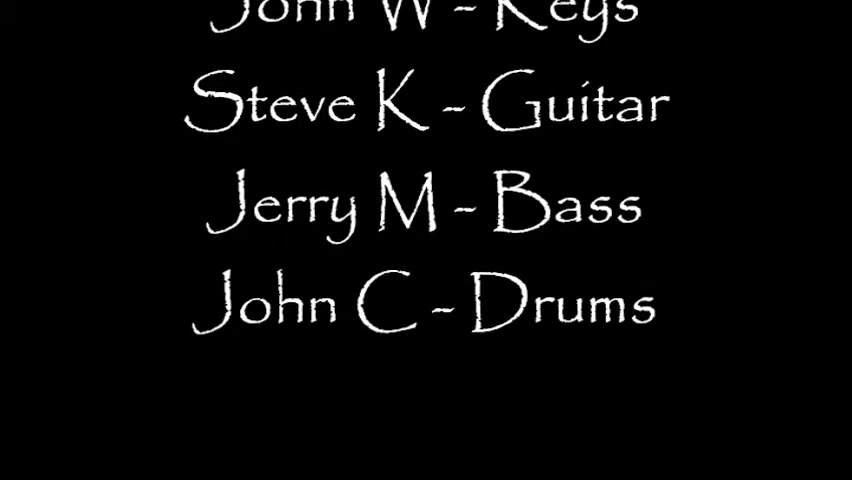 John W - Keys
Steve K - Guitar
Jerry M - Bass
John C - Drums